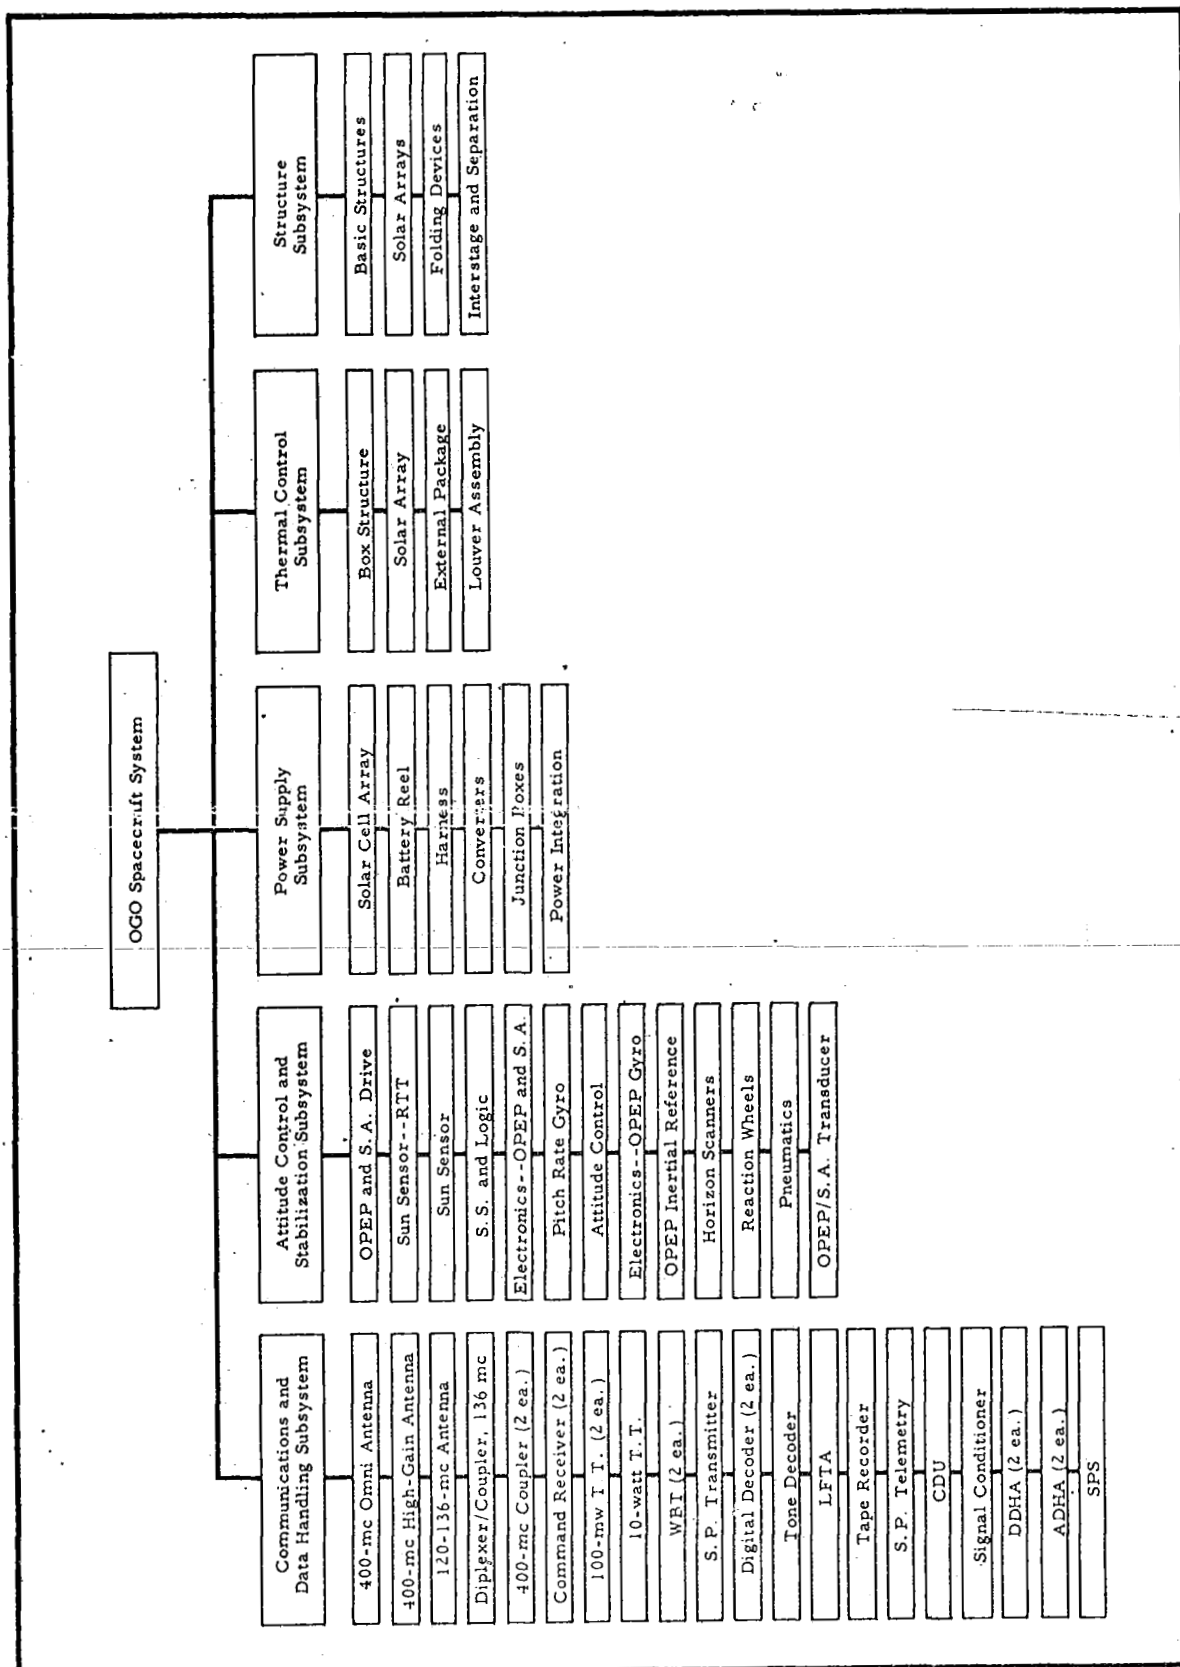 OGO Spacecraft System
Communications and
Data Handling Subsystem
400-mc Omni Antenna
400-mc High-Gain Antenna
120-136-mc Antenna
Diplexer/Coupler, 136 mc
400-mc Coupler (2 ea.)
Command Receiver (2 ea.)
100-mw T T. (2 ea.)
10-watt T.T.
WBT (2 ea.)
S.P. Transmitter
Digital Decoder (2 ea.)
Tone Decoder
LFTA
Tape Recorder
S.P. Telemetry
CDU
Signal Conditioner
DDHA (2 ea.)
ADHA (2 ea.)
SPS
Attitude Control and
Stabilization Subsystem
OPEP and S.A. Drive
Sun Sensor--RTT
Sun Sensor
S.S. and Logic
Electronics--OPEP and S.A.
Pitch Rate Gyro
Attitude Control
Electronics--OPEP Gyro
OPEP Inertial Reference
Horizon Scanners
Reaction Wheels
Pneumatics
OPEP/S.A. Transducer
Power Supply
Subsystem
Solar Cell Array
Battery Reel
Harness
Converters
Junction Boxes
Power Integration
Thermal Control
Subsystem
Box Structure
Solar Array
External Package
Louver Assembly
Structure
Subsystem
Basic Structures
Solar Arrays
Folding Devices
Interstage and Separation